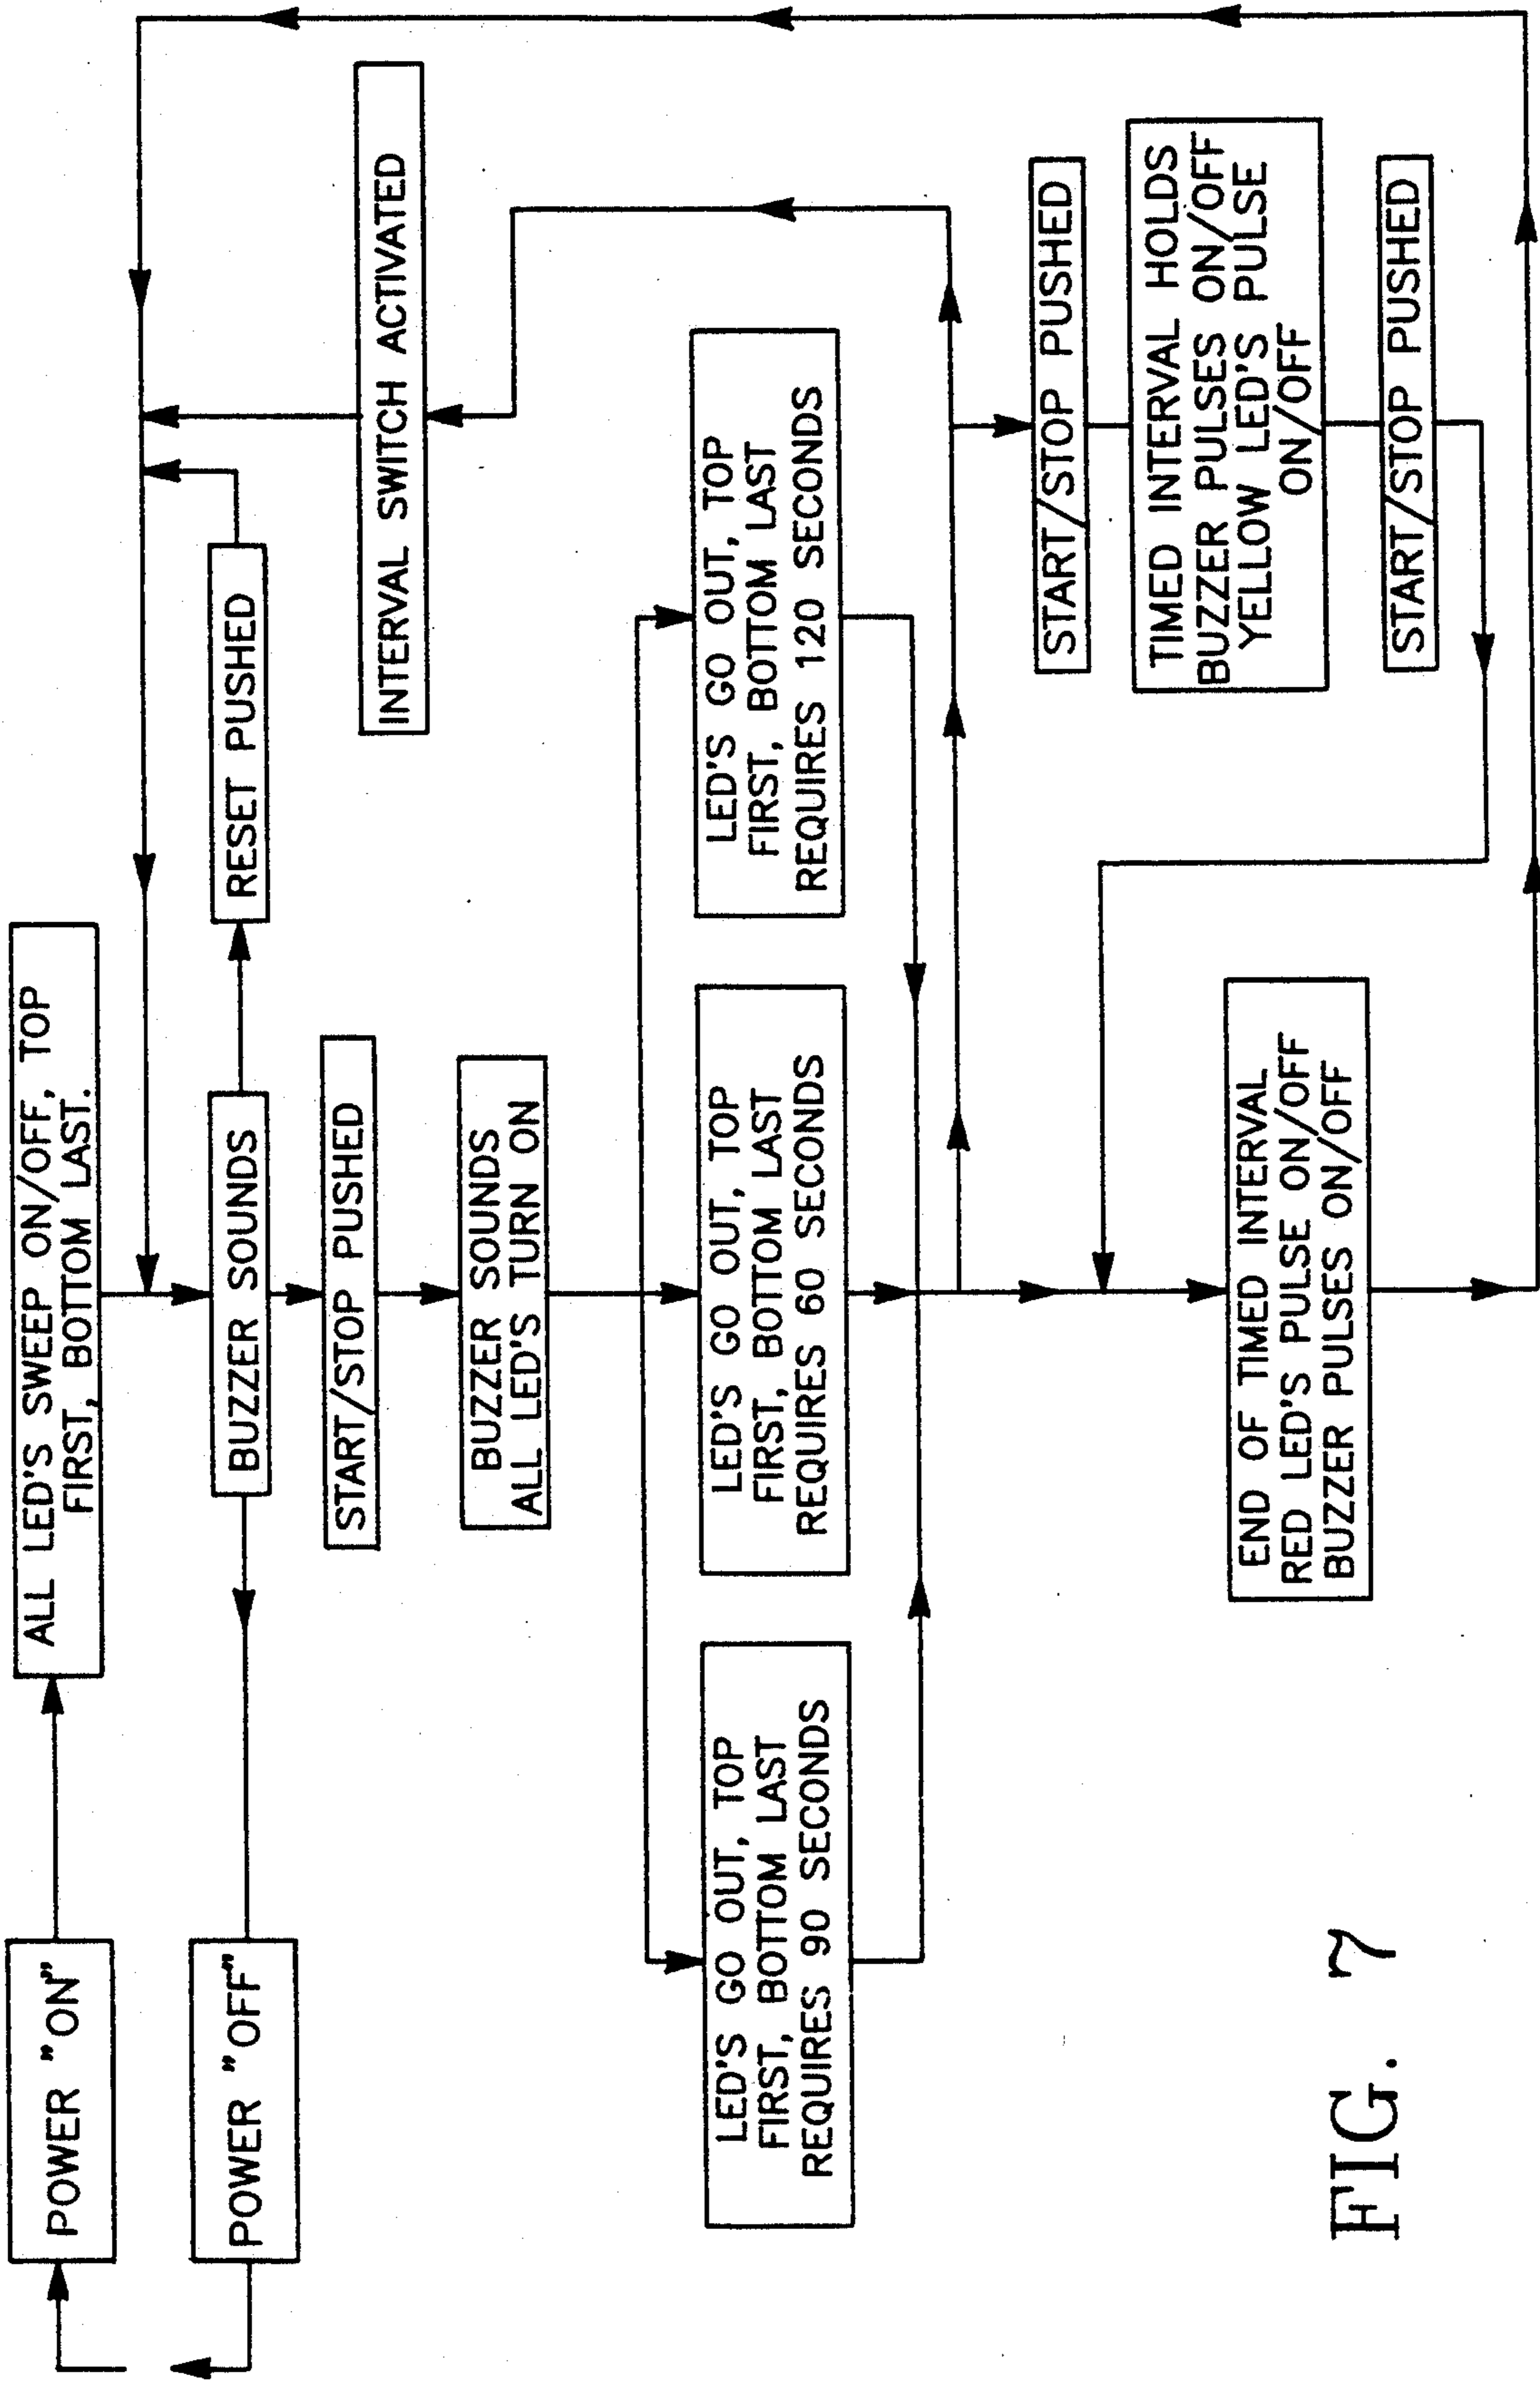 POWER "ON"
ALL LED'S SWEEP ON/OFF, TOP
FIRST, BOTTOM LAST.
POWER "OFF"
BUZZER SOUNDS
RESET PUSHED
START/STOP PUSHED
INTERVAL SWITCH ACTIVATED
BUZZER SOUNDS
ALL LED'S TURN ON
LED'S GO OUT, TOP
FIRST, BOTTOM LAST
REQUIRES 90 SECONDS
LED'S GO OUT, TOP
FIRST, BOTTOM LAST
REQUIRES 60 SECONDS
LED'S GO OUT, TOP
FIRST, BOTTOM LAST
REQUIRES 120 SECONDS
START/STOP PUSHED
TIMED INTERVAL HOLDS
BUZZER PULSES ON/OFF
YELLOW LED'S PULSE
ON/OFF
START/STOP PUSHED
END OF TIMED INTERVAL
RED LED'S PULSE ON/OFF
BUZZER PULSES ON/OFF
FIG. 7